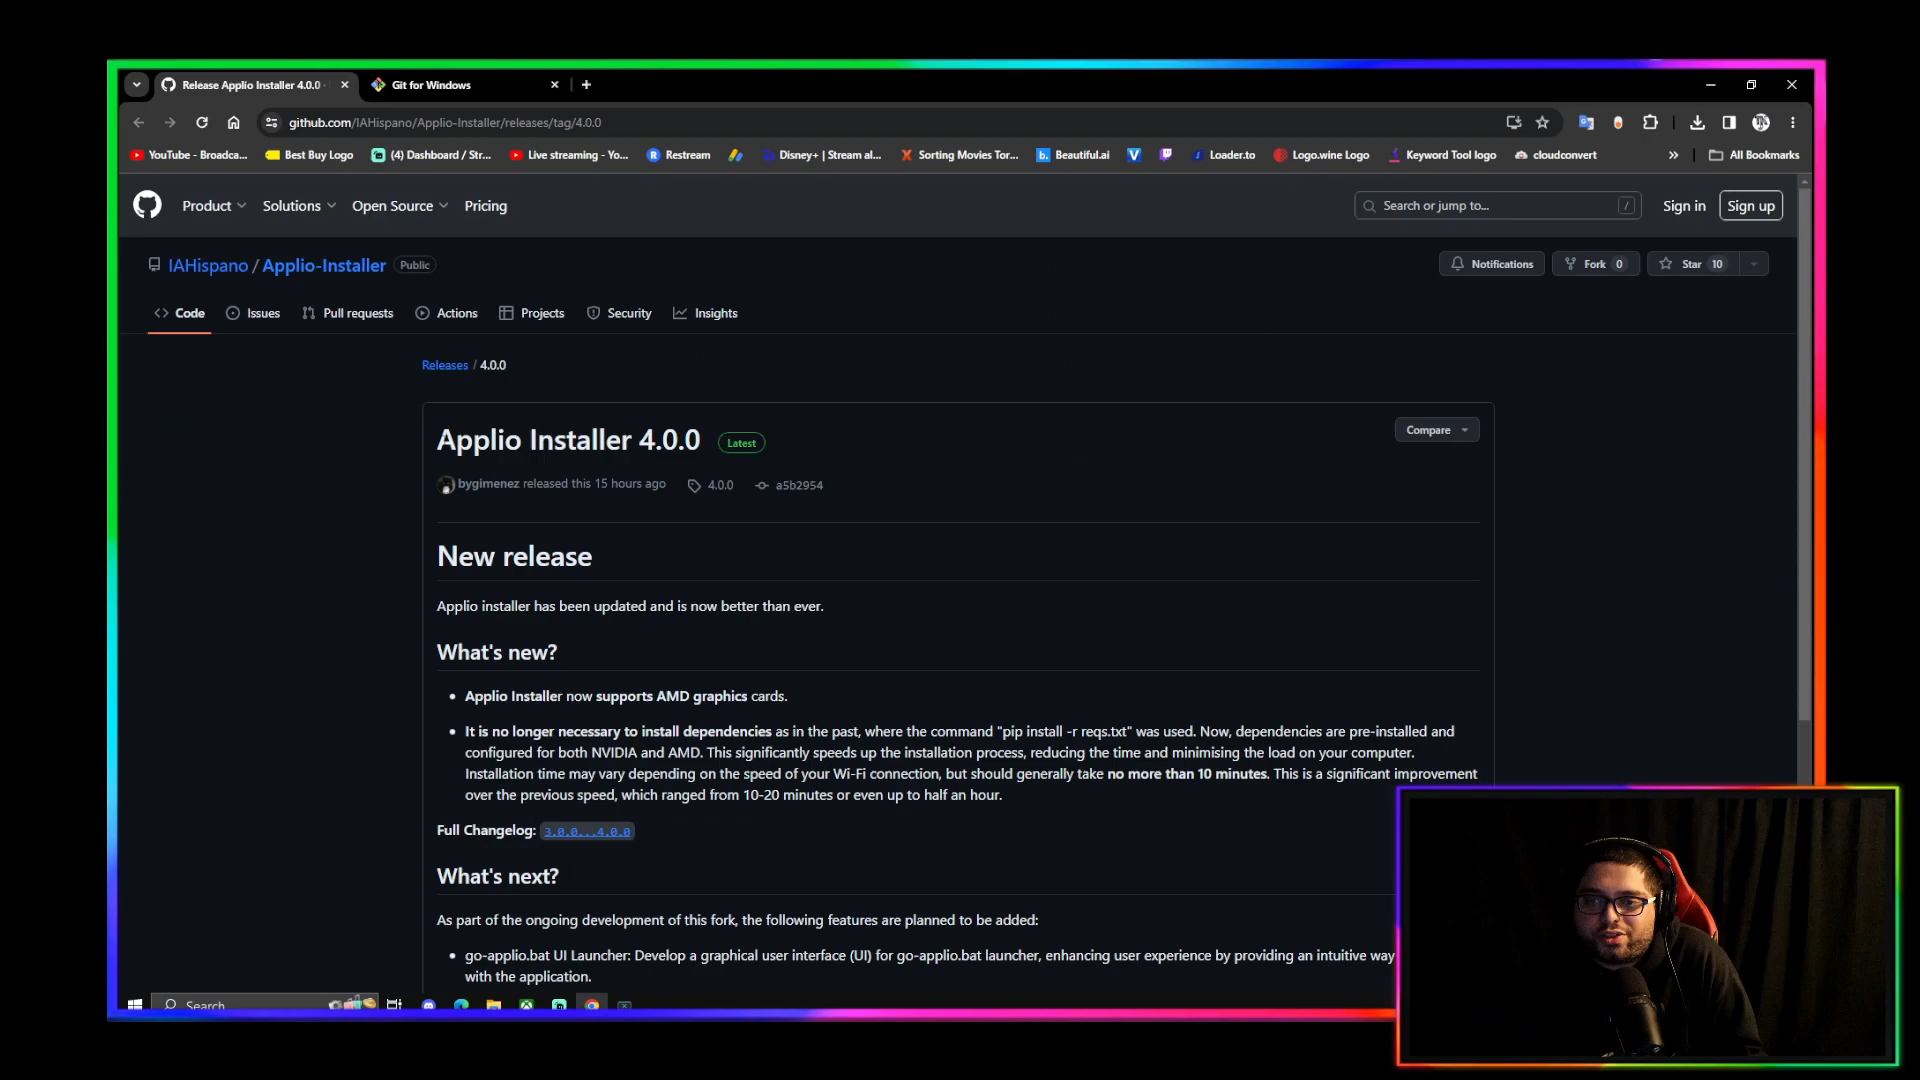 Release Applio Installer 4.0.0 ·
Git for Windows
github.com/IAHispano/Applio-Installer/releases/tag/4.0.0
YouTube - Broadca...
Best Buy Logo
(4) Dashboard / Str...
Live streaming - Yo...
Restream
Disney+ | Stream al...
Sorting Movies Tor...
Beautiful.ai
Loader.to
Logo.wine Logo
Keyword Tool logo
cloudconvert
»
All Bookmarks
Product
Solutions
Open Source
Pricing
Search or jump to...
/
Sign in
Sign up
IAHispano / Applio-Installer
Public
Notifications
Fork 0
Star 10
Code
Issues
Pull requests
Actions
Projects
Security
Insights
Releases / 4.0.0
Applio Installer 4.0.0
Latest
Compare
bygimenez released this 15 hours ago
4.0.0
a5b2954
New release
Applio installer has been updated and is now better than ever.
What's new?
• Applio Installer now supports AMD graphics cards.
• It is no longer necessary to install dependencies as in the past, where the command "pip install -r reqs.txt" was used. Now, dependencies are pre-installed and
configured for both NVIDIA and AMD. This significantly speeds up the installation process, reducing the time and minimising the load on your computer.
Installation time may vary depending on the speed of your Wi-Fi connection, but should generally take no more than 10 minutes. This is a significant improvement
over the previous speed, which ranged from 10-20 minutes or even up to half an hour.
Full Changelog: 3.0.0...4.0.0
What's next?
As part of the ongoing development of this fork, the following features are planned to be added:
• go-applio.bat UI Launcher: Develop a graphical user interface (UI) for go-applio.bat launcher, enhancing user experience by providing an intuitive way
with the application.
Search